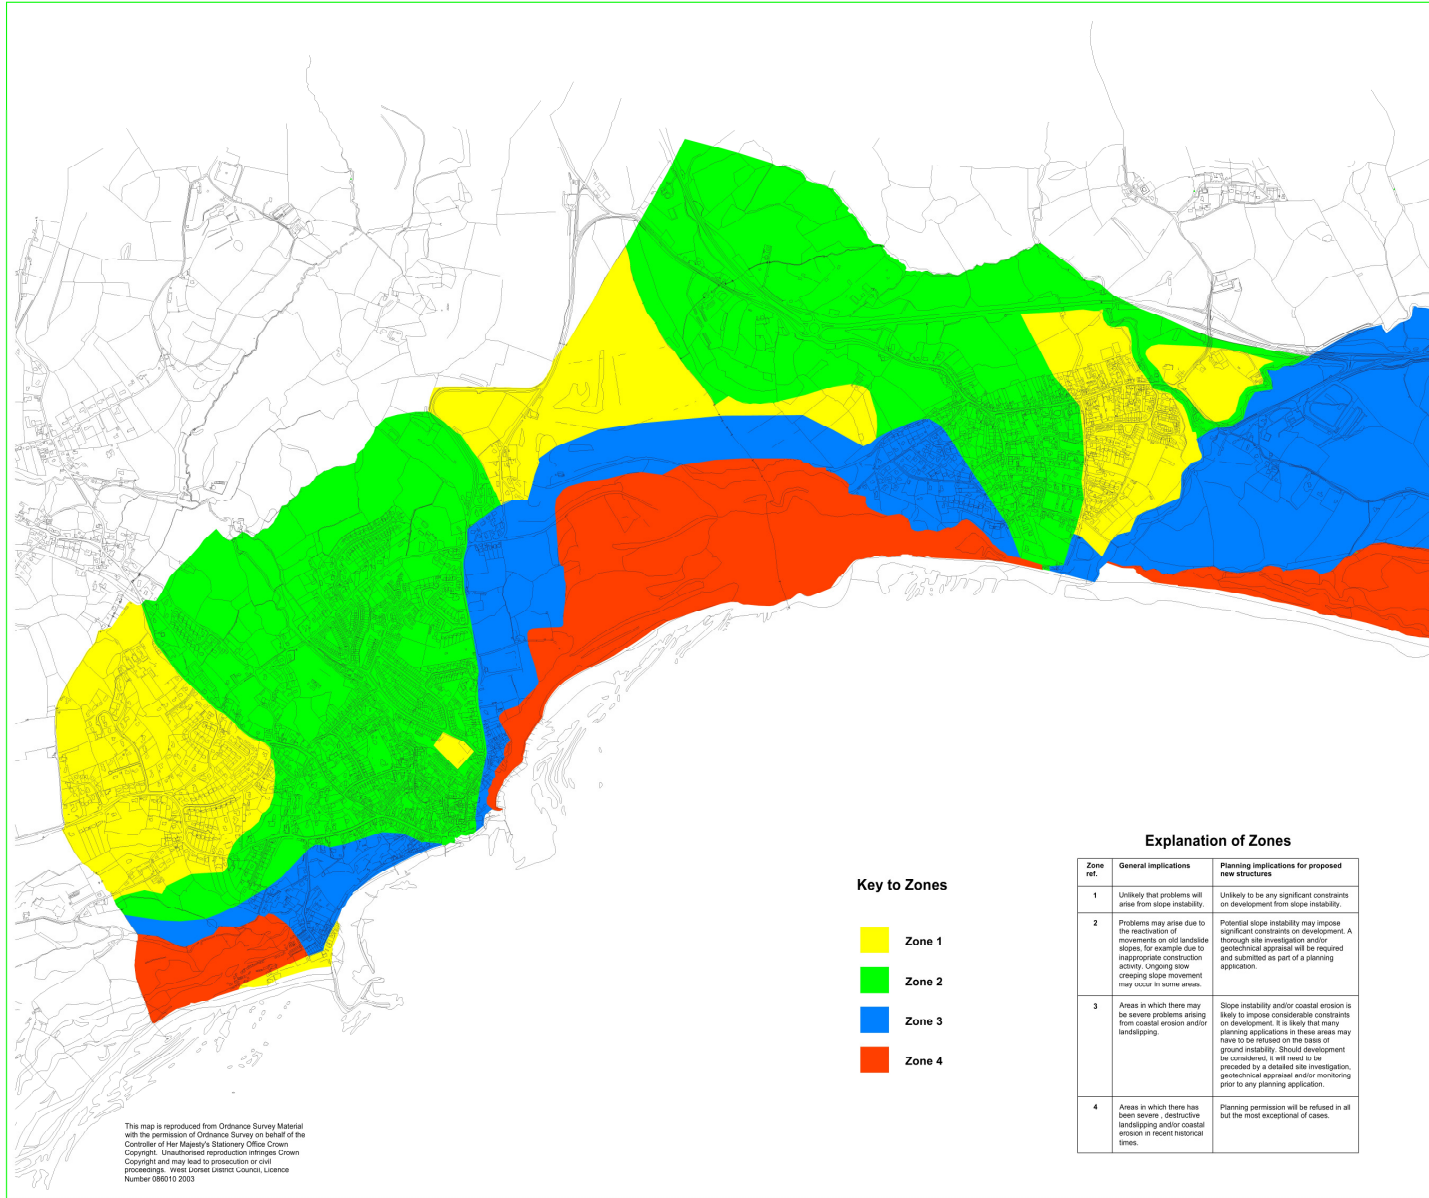 Explanation of Zones
Zone ref.
General implications
Planning implications for proposed
new structures
1
Unlikely that problems will
arise from slope instability.
Unlikely to be any significant constraints
on development from slope instability.
2
Problems may arise due to
the reactivation of
movements on old landslide
slopes, for example due to
inappropriate construction
activity. Ongoing slow
creeping slope movement
may occur in some areas.
Potential slope instability may impose
significant constraints on development. A
thorough site investigation and/or
geotechnical appraisal will be required
and submitted as part of a planning
application.
3
Areas in which there may
be severe problems arising
from coastal erosion and/or
landslipping.
Slope instability and/or coastal erosion is
likely to impose considerable constraints
on development. It is likely that many
planning applications in these areas may
have to be refused on the basis of
ground instability. Should development
be considered, it will need to be
preceded by a detailed site investigation,
geotechnical appraisal and/or monitoring
prior to any planning application.
4
Areas in which there has
been severe , destructive
landslipping and/or coastal
erosion in recent historical
times.
Planning permission will be refused in all
but the most exceptional of cases.
Key to Zones
Zone 1
Zone 2
Zone 3
Zone 4
This map is reproduced from Ordnance Survey Material
with the permission of Ordnance Survey on behalf of the
Controller of Her Majesty's Stationery Office Crown
Copyright. Unauthorised reproduction infringes Crown
Copyright and may lead to prosecution or civil
proceedings. West Dorset District Council, Licence
Number 086010 2003